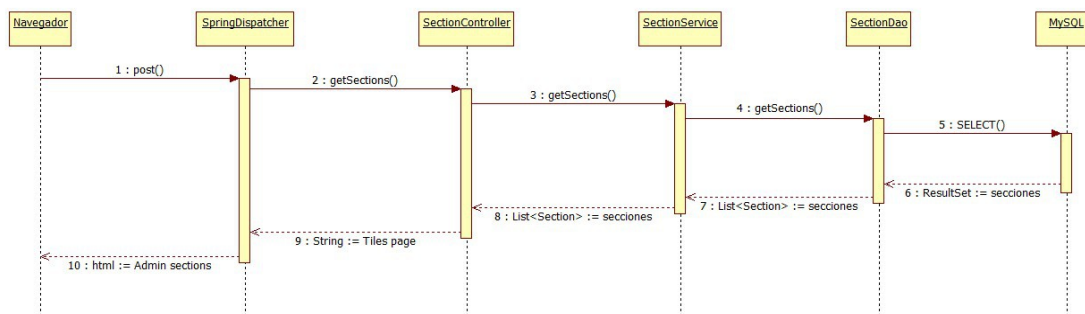 Navegador
SpringDispatcher
SectionController
SectionService
SectionDao
MySQL
1 : post()
2 : getSections()
3 : getSections()
4 : getSections()
5 : SELECT()
6 : ResultSet := secciones
7 : List<Section> := secciones
8 : List<Section> := secciones
9 : String := Tiles page
10 : html := Admin sections